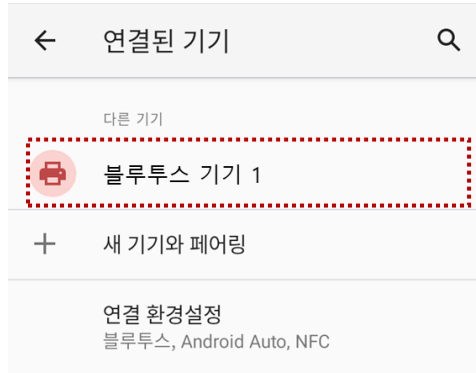 연결된 기기
다른 기기
블루투스 기기 1
새 기기와 페어링
연결 환경설정
블루투스, Android Auto, NFC